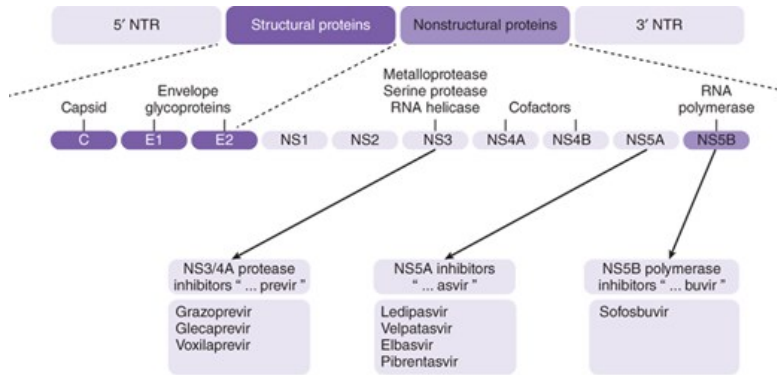 5′ NTR
Structural proteins
Nonstructural proteins
3′ NTR
Capsid
Envelope
glycoproteins
Metalloprotease
Serine protease
RNA helicase
Cofactors
RNA
polymerase
C
E1
E2
NS1
NS2
NS3
NS4A
NS4B
NS5A
NS5B
NS3/4A protease
inhibitors “ ... previr ”
Grazoprevir
Glecaprevir
Voxilaprevir
NS5A inhibitors
“ ... asvir ”
Ledipasvir
Velpatasvir
Elbasvir
Pibrentasvir
NS5B polymerase
inhibitors “ ... buvir ”
Sofosbuvir